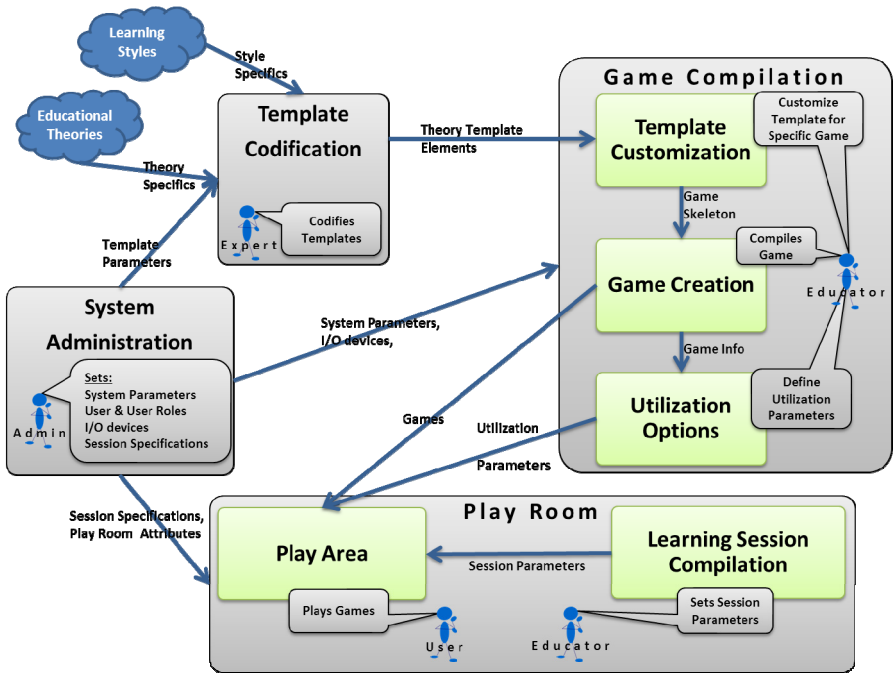 Learning
Styles
Style
Specifics
Educational
Theories
Theory
Specifics
Template
Codification
Codifies
Templates
Expert
Theory Template
Elements
Template
Parameters
System
Administration
Sets:
System Parameters
User & User Roles
I/O devices
Session Specifications
Admin
System Parameters,
I/O devices,
Game Compilation
Template
Customization
Customize
Template for
Specific Game
Game
Skeleton
Compiles
Game
Game Creation
Educator
Game Info
Utilization
Options
Define
Utilization
Parameters
Games
Utilization
Parameters
Session Specifications,
Play Room Attributes
Play Room
Play Area
Session Parameters
Learning Session
Compilation
Plays Games
User
Educator
Sets Session
Parameters